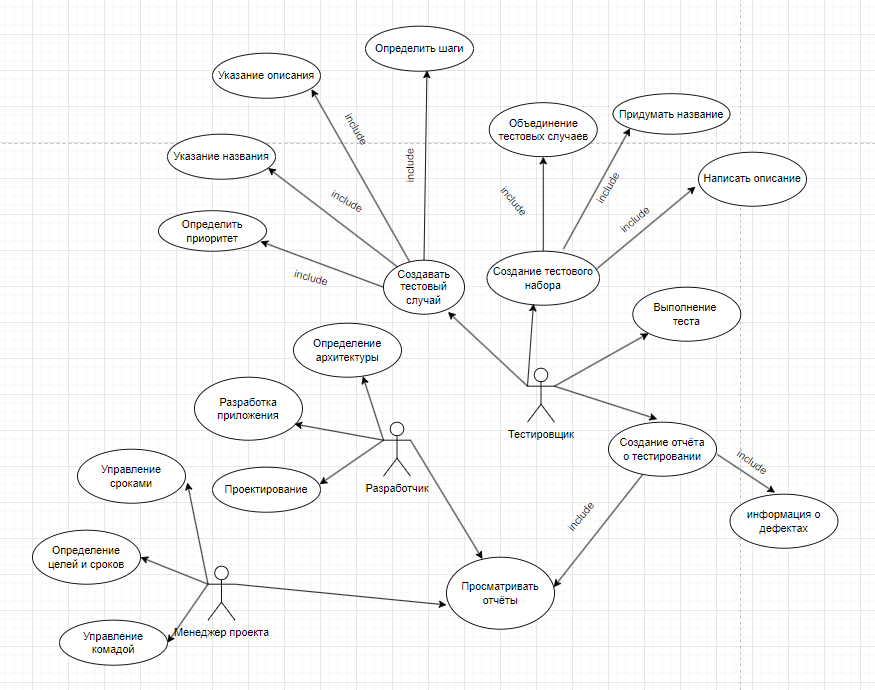 Определить шаги
Указание описания
Придумать название
Объединение
тестовых случаев
include
Указание названия
include
Написать описание
include
include
include
include
Определить
приоритет
include
include
Создавать
тестовый
случай
Создание тестового
набора
Выполнение
теста
Определение
архитектуры
Разработка
приложения
Тестировщик
Создание отчёта
о тестировании
include
Управление
сроками
Проектирование
Разработчик
include
информация о
дефектах
Определение
целей и сроков
Просматривать
отчёты
Менеджер проекта
Управление
комадой